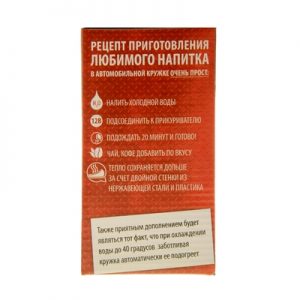 РЕЦЕПТ ПРИГОТОВЛЕНИЯ
ЛЮБИМОГО НАПИТКА
В АВТОМОБИЛЬНОЙ КРУЖКЕ ОЧЕНЬ ПРОСТ:
НАЛИТЬ ХОЛОДНОЙ ВОДЫ
12В ПОДСОЕДИНИТЬ К ПРИКУРИВАТЕЛЮ
ПОДОЖДАТЬ 20 МИНУТ И ГОТОВО!
ЧАЙ, КОФЕ ДОБАВИТЬ ПО ВКУСУ
ТЕПЛО СОХРАНЯЕТСЯ ДОЛЬШЕ
ЗА СЧЕТ ДВОЙНОЙ СТЕНКИ ИЗ
НЕРЖАВЕЮЩЕЙ СТАЛИ И ПЛАСТИКА
Также приятным дополнением будет
являться тот факт, что при охлаждении
воды до 40 градусов заботливая
кружка автоматически ее подогреет